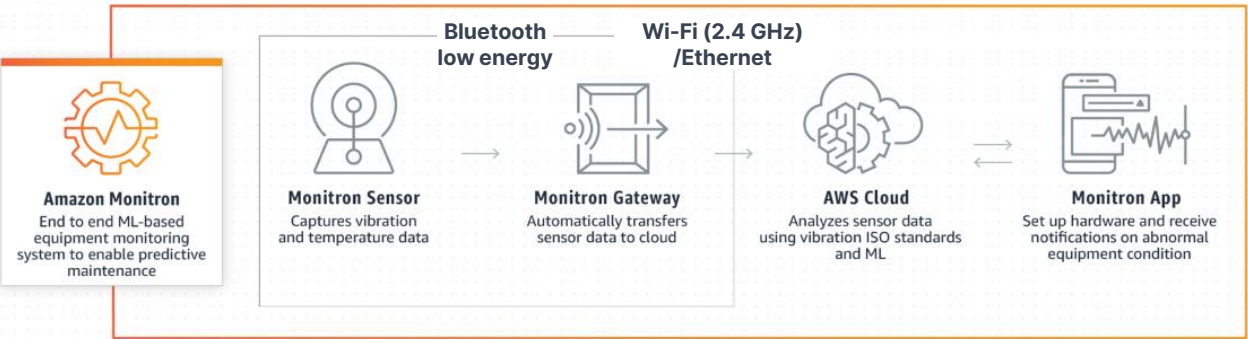 Bluetooth
low energy
Wi-Fi (2.4 GHz)
/Ethernet
Amazon Monitron
End to end ML-based
equipment monitoring
system to enable predictive
maintenance
Monitron Sensor
Captures vibration
and temperature data
Monitron Gateway
Automatically transfers
sensor data to cloud
AWS Cloud
Analyzes sensor data
using vibration ISO standards
and ML
Monitron App
Set up hardware and receive
notifications on abnormal
equipment condition